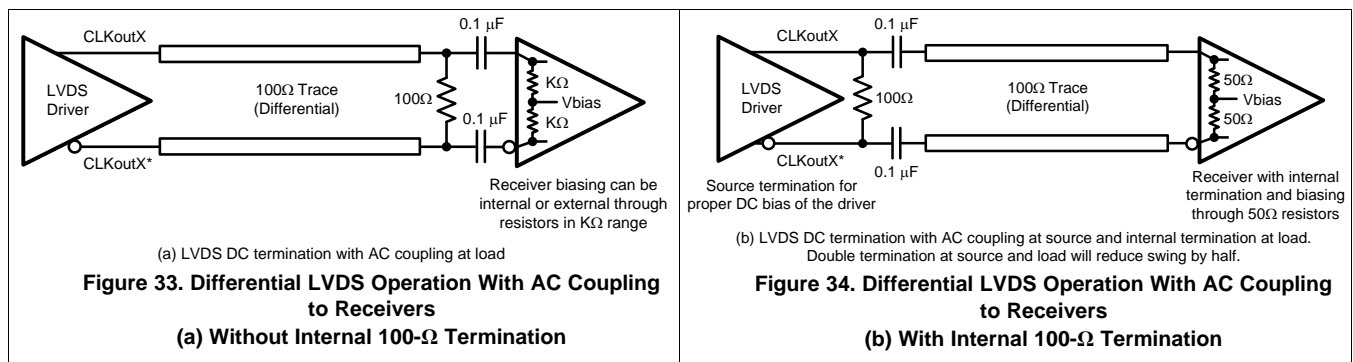 CLKoutX
0.1 µF
LVDS
Driver
100Ω Trace
(Differential)
100Ω
KΩ
Vbias
KΩ
0.1 µF
CLKoutX*
Receiver biasing can be
internal or external through
resistors in KΩ range
(a) LVDS DC termination with AC coupling at load
Figure 33. Differential LVDS Operation With AC Coupling
to Receivers
(a) Without Internal 100-Ω Termination
CLKoutX
0.1 µF
LVDS
Driver
100Ω
100Ω Trace
(Differential)
50Ω
Vbias
50Ω
CLKoutX*
0.1 µF
Source termination for
proper DC bias of the driver
Receiver with internal
termination and biasing
through 50Ω resistors
(b) LVDS DC termination with AC coupling at source and internal termination at load.
Double termination at source and load will reduce swing by half.
Figure 34. Differential LVDS Operation With AC Coupling
to Receivers
(b) With Internal 100-Ω Termination